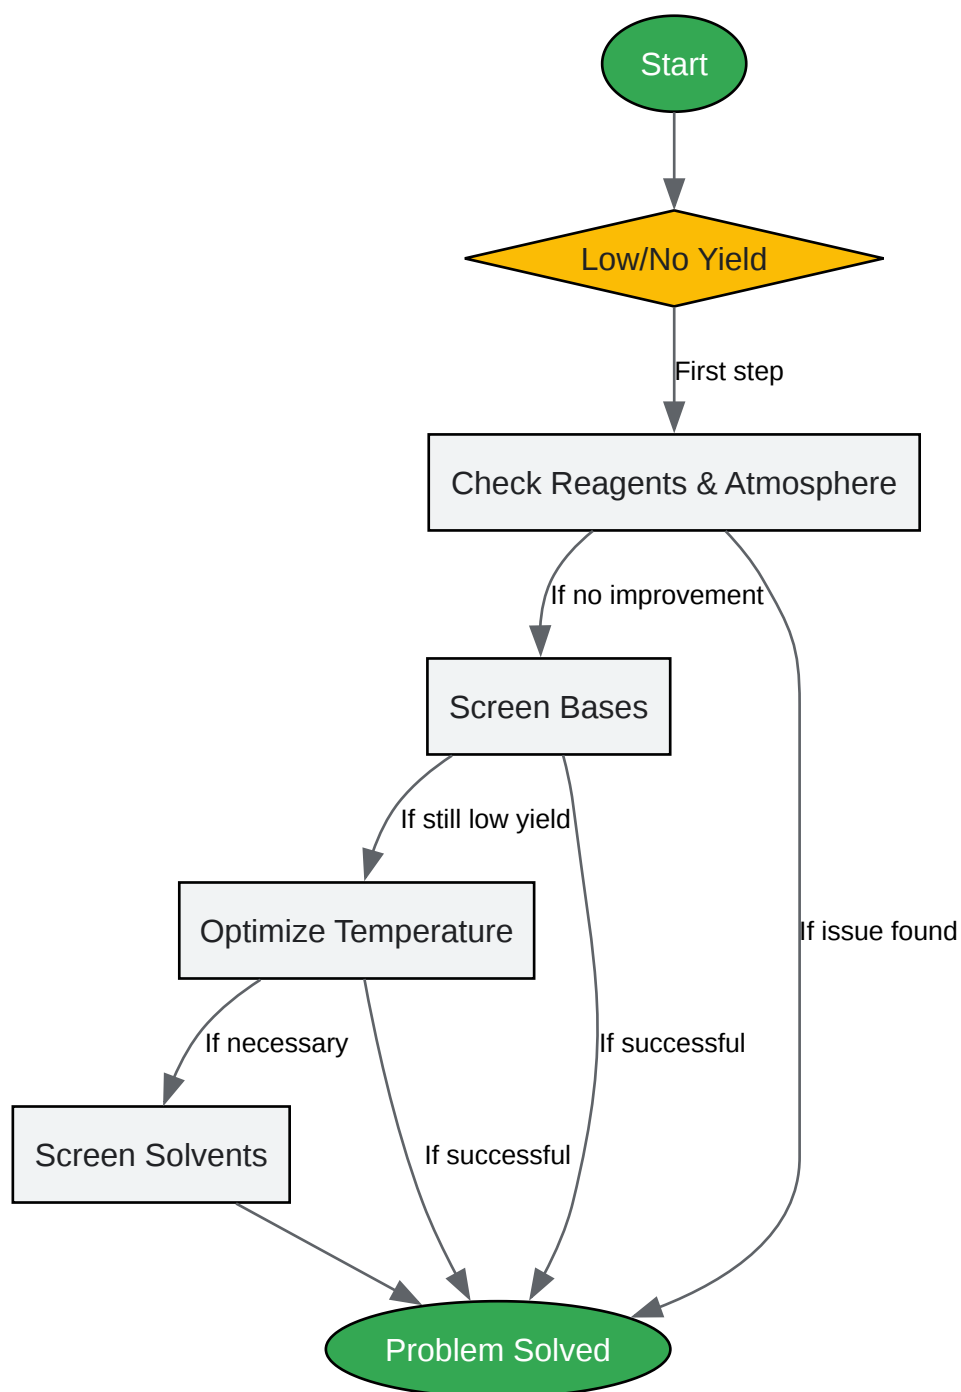 Start
Low/No Yield
First step
Check Reagents & Atmosphere
If no improvement
Screen Bases
If still low yield
Optimize Temperature
If issue found
If necessary
If successful
Screen Solvents
If successful
Problem Solved